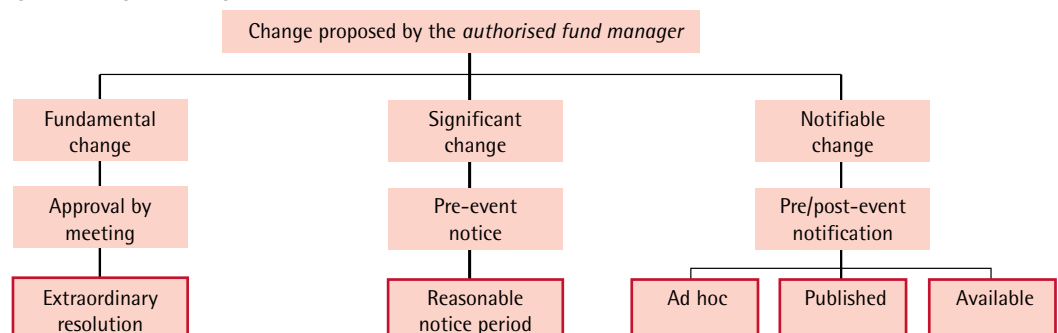 Change proposed by the authorised fund manager
Fundamental
change
Significant
change
Notifiable
change
Approval by
meeting
Pre-event
notice
Pre/post-event
notification
Extraordinary
resolution
Reasonable
notice period
Ad hoc
Published
Available